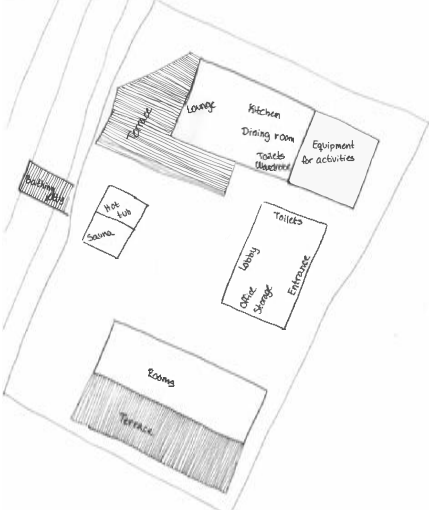 Kitchen
Lounge
Dining room
Terrace
Toilets
Wardrobe
Equipment
for activities
Bathing
Hot
tub
Sauna
Toilets
Lobby
Office
Storage
Entrance
Rooms
Terrace